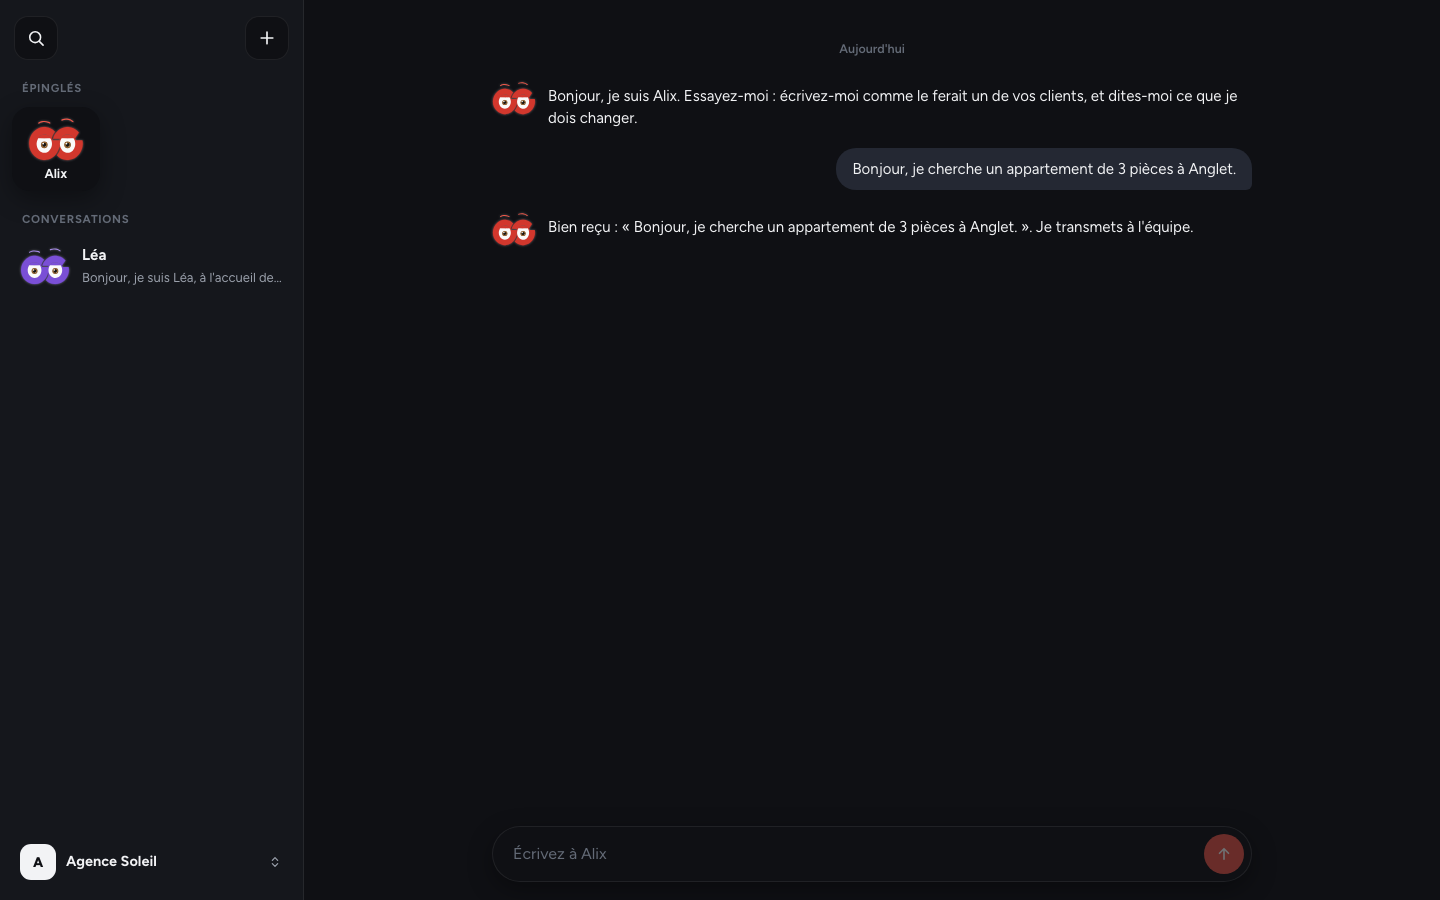 ÉPINGLÉS
Alix
CONVERSATIONS
Léa
Bonjour, je suis Léa, à l'accueil de...
A
Agence Soleil
Aujourd'hui
Bonjour, je suis Alix. Essayez-moi : écrivez-moi comme le ferait un de vos clients, et dites-moi ce que je
dois changer.
Bonjour, je cherche un appartement de 3 pièces à Anglet.
Bien reçu : « Bonjour, je cherche un appartement de 3 pièces à Anglet. ». Je transmets à l'équipe.
Écrivez à Alix